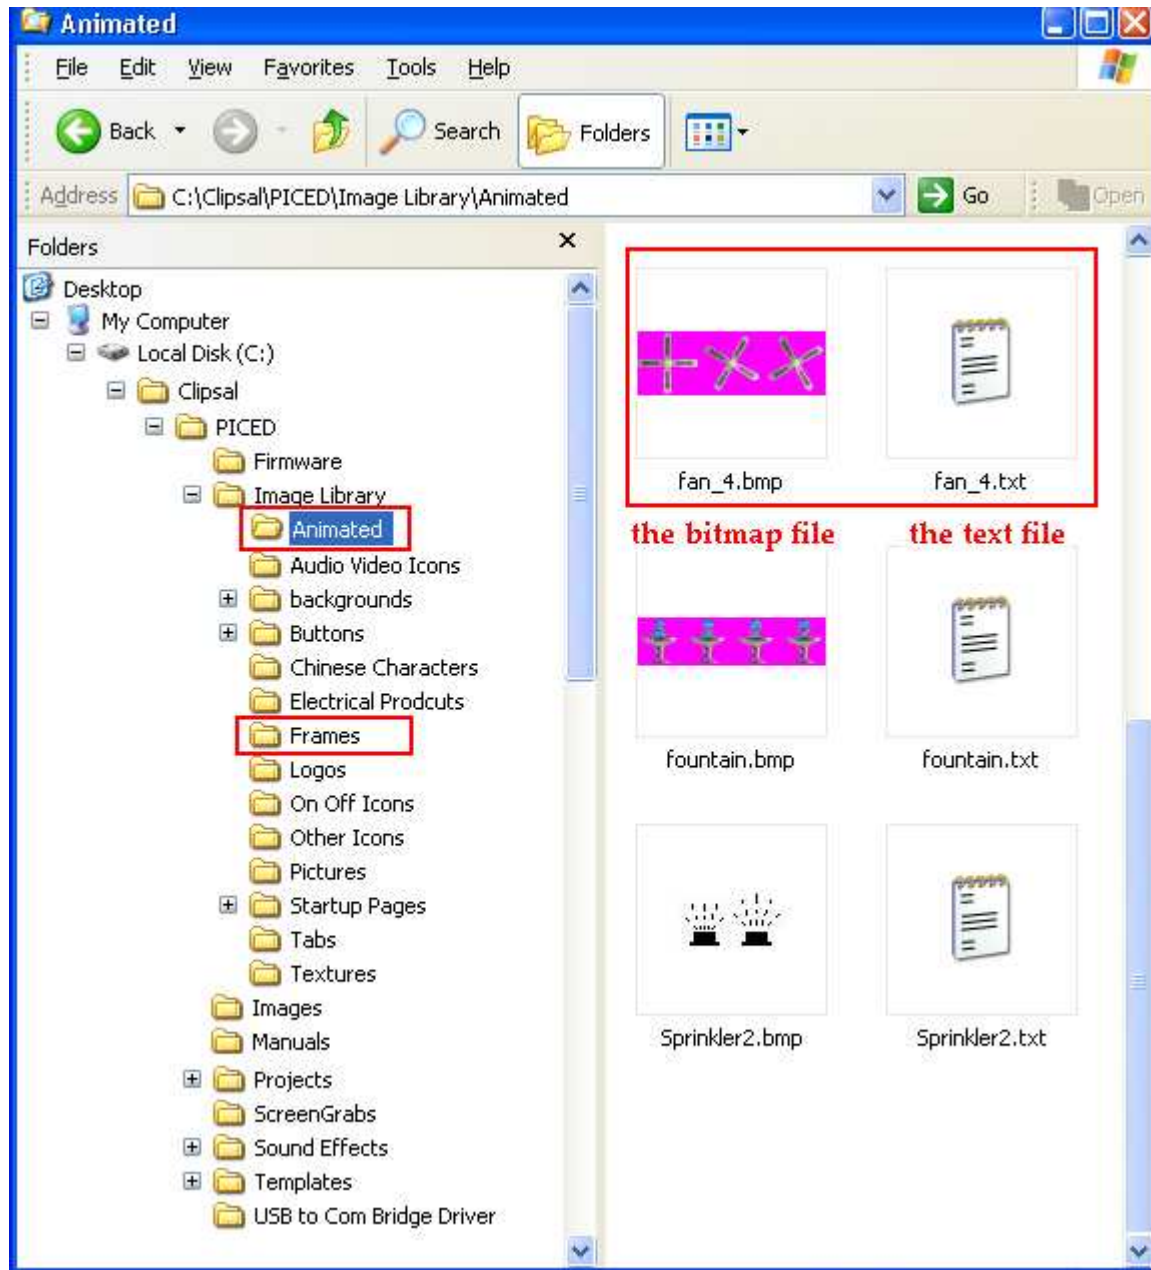 Animated
File Edit View Favorites Tools Help
Back Search Folders
Address C:\Clipsal\PICED\Image Library\Animated Go Open
Folders
Desktop
My Computer
Local Disk (C:)
Clipsal
PICED
Firmware
Image Library
Animated
Audio Video Icons
backgrounds
Buttons
Chinese Characters
Electrical Prodcuts
Frames
Logos
On Off Icons
Other Icons
Pictures
Startup Pages
Tabs
Textures
Images
Manuals
Projects
ScreenGrabs
Sound Effects
Templates
USB to Com Bridge Driver
fan_4.bmp fan_4.txt
the bitmap file the text file
fountain.bmp fountain.txt
Sprinkler2.bmp Sprinkler2.txt